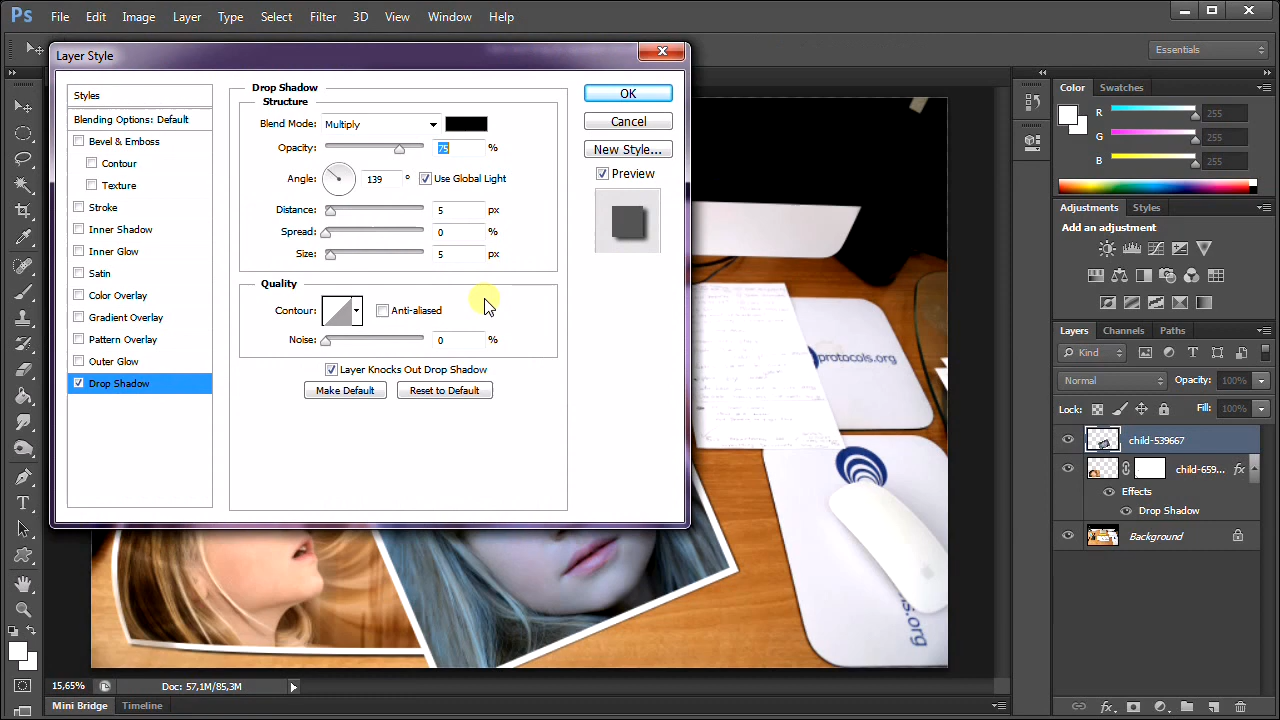 Ps File Edit Image Layer Type Select Filter 3D View Window Help
Essentials
Layer Style
Styles
Blending Options: Default
Bevel & Emboss
Contour
Texture
Stroke
Inner Shadow
Inner Glow
Satin
Color Overlay
Gradient Overlay
Pattern Overlay
Outer Glow
Drop Shadow
Drop Shadow
Structure
Blend Mode: Multiply
Opacity: 75 %
Angle: 139 ° Use Global Light
Distance: 5 px
Spread: 0 %
Size: 5 px
Quality
Contour: Anti-aliased
Noise: 0 %
Layer Knocks Out Drop Shadow
Make Default Reset to Default
OK
Cancel
New Style...
Preview
protocols.org
ls.org
Color Swatches
R 255
G 255
B 255
Adjustments Styles
Add an adjustment
Layers Channels Paths
Kind
Normal Opacity: 100%
Lock: Fill: 100%
child-539667
child-659... fx
Effects
Drop Shadow
Background
15,65% Doc: 57,1M/85,3M
Mini Bridge Timeline
fx.